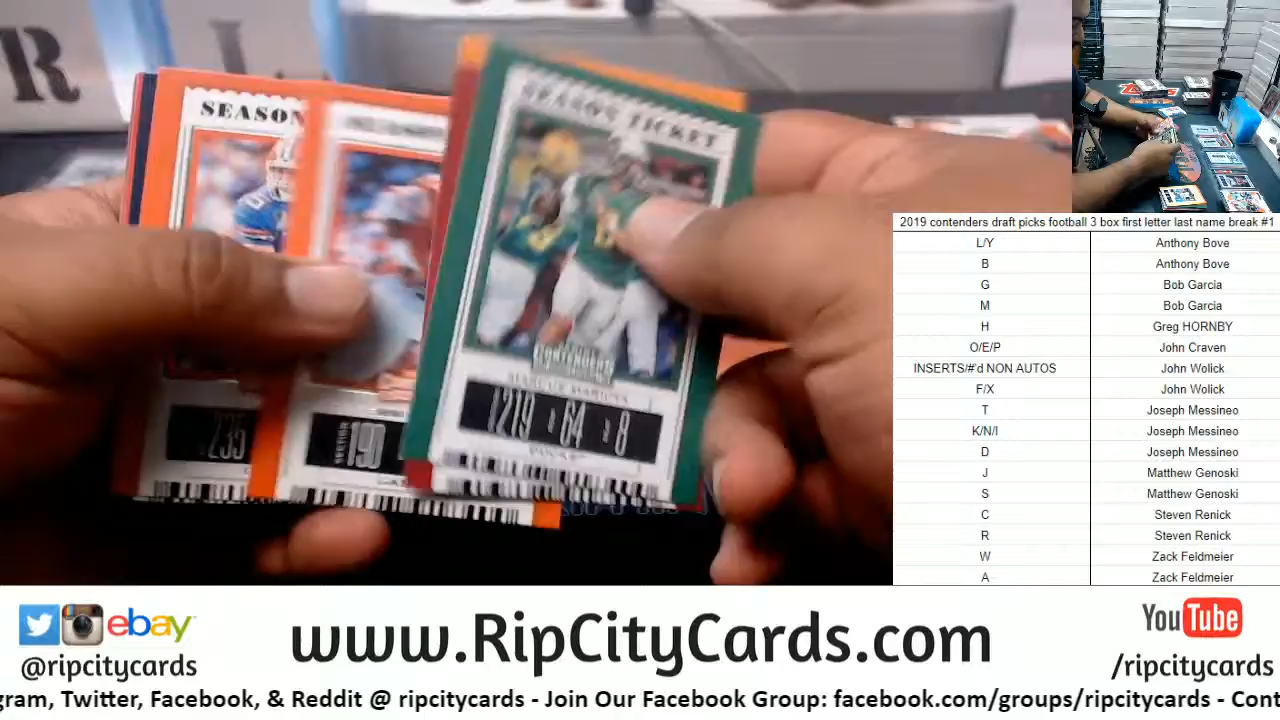 R
SEASON
SEASON TICKET
CONTENDERS
235
SECTION 190
1219 64 8
DUCKS
2019 contenders draft picks football 3 box first letter last name break #1
L/Y Anthony Bove
B Anthony Bove
G Bob Garcia
M Bob Garcia
H Greg HORNBY
O/E/P John Craven
INSERTS/#'d NON AUTOS John Wolick
F/X John Wolick
T Joseph Messineo
K/N/I Joseph Messineo
D Joseph Messineo
J Matthew Genoski
S Matthew Genoski
C Steven Renick
R Steven Renick
W Zack Feldmeier
A Zack Feldmeier
ebay
@ripcitycards
www.RipCityCards.com
YouTube
/ripcitycards
gram, Twitter, Facebook, & Reddit @ ripcitycards - Join Our Facebook Group: facebook.com/groups/ripcitycards - Cont